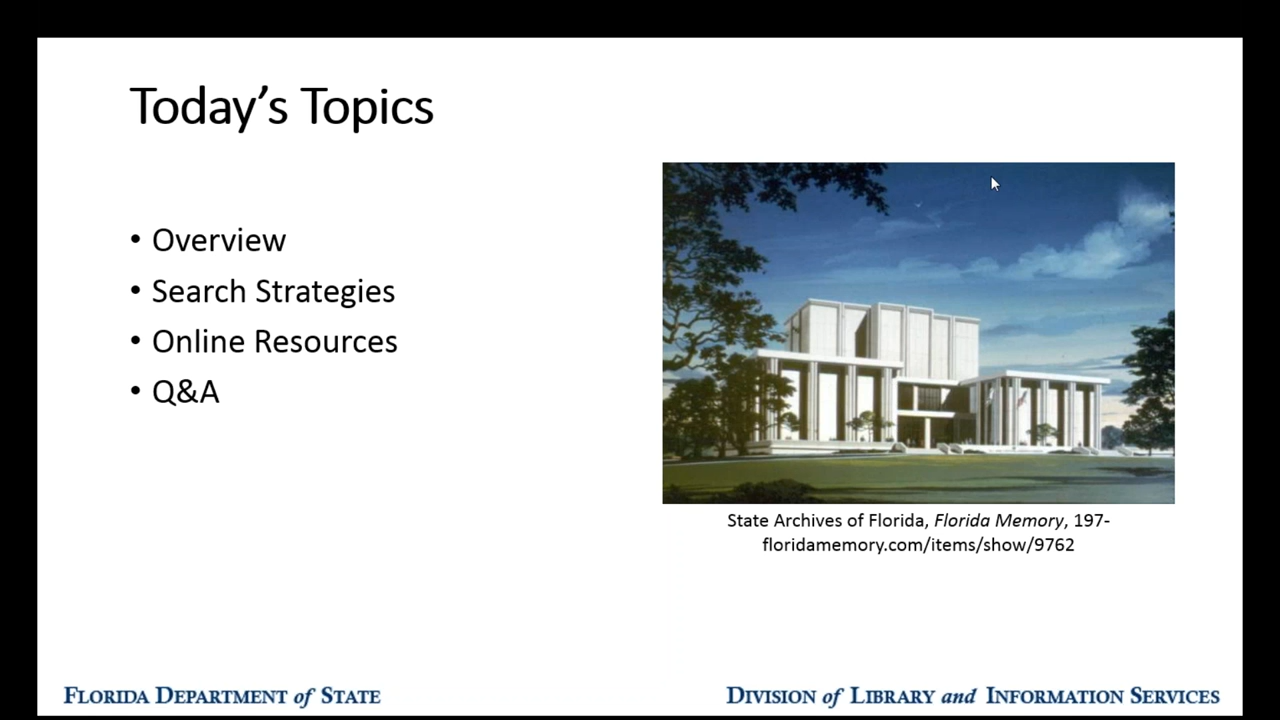 Today’s Topics
• Overview
• Search Strategies
• Online Resources
• Q&A
State Archives of Florida, Florida Memory, 197-
floridamemory.com/items/show/9762
FLORIDA DEPARTMENT of STATE
DIVISION of LIBRARY and INFORMATION SERVICES